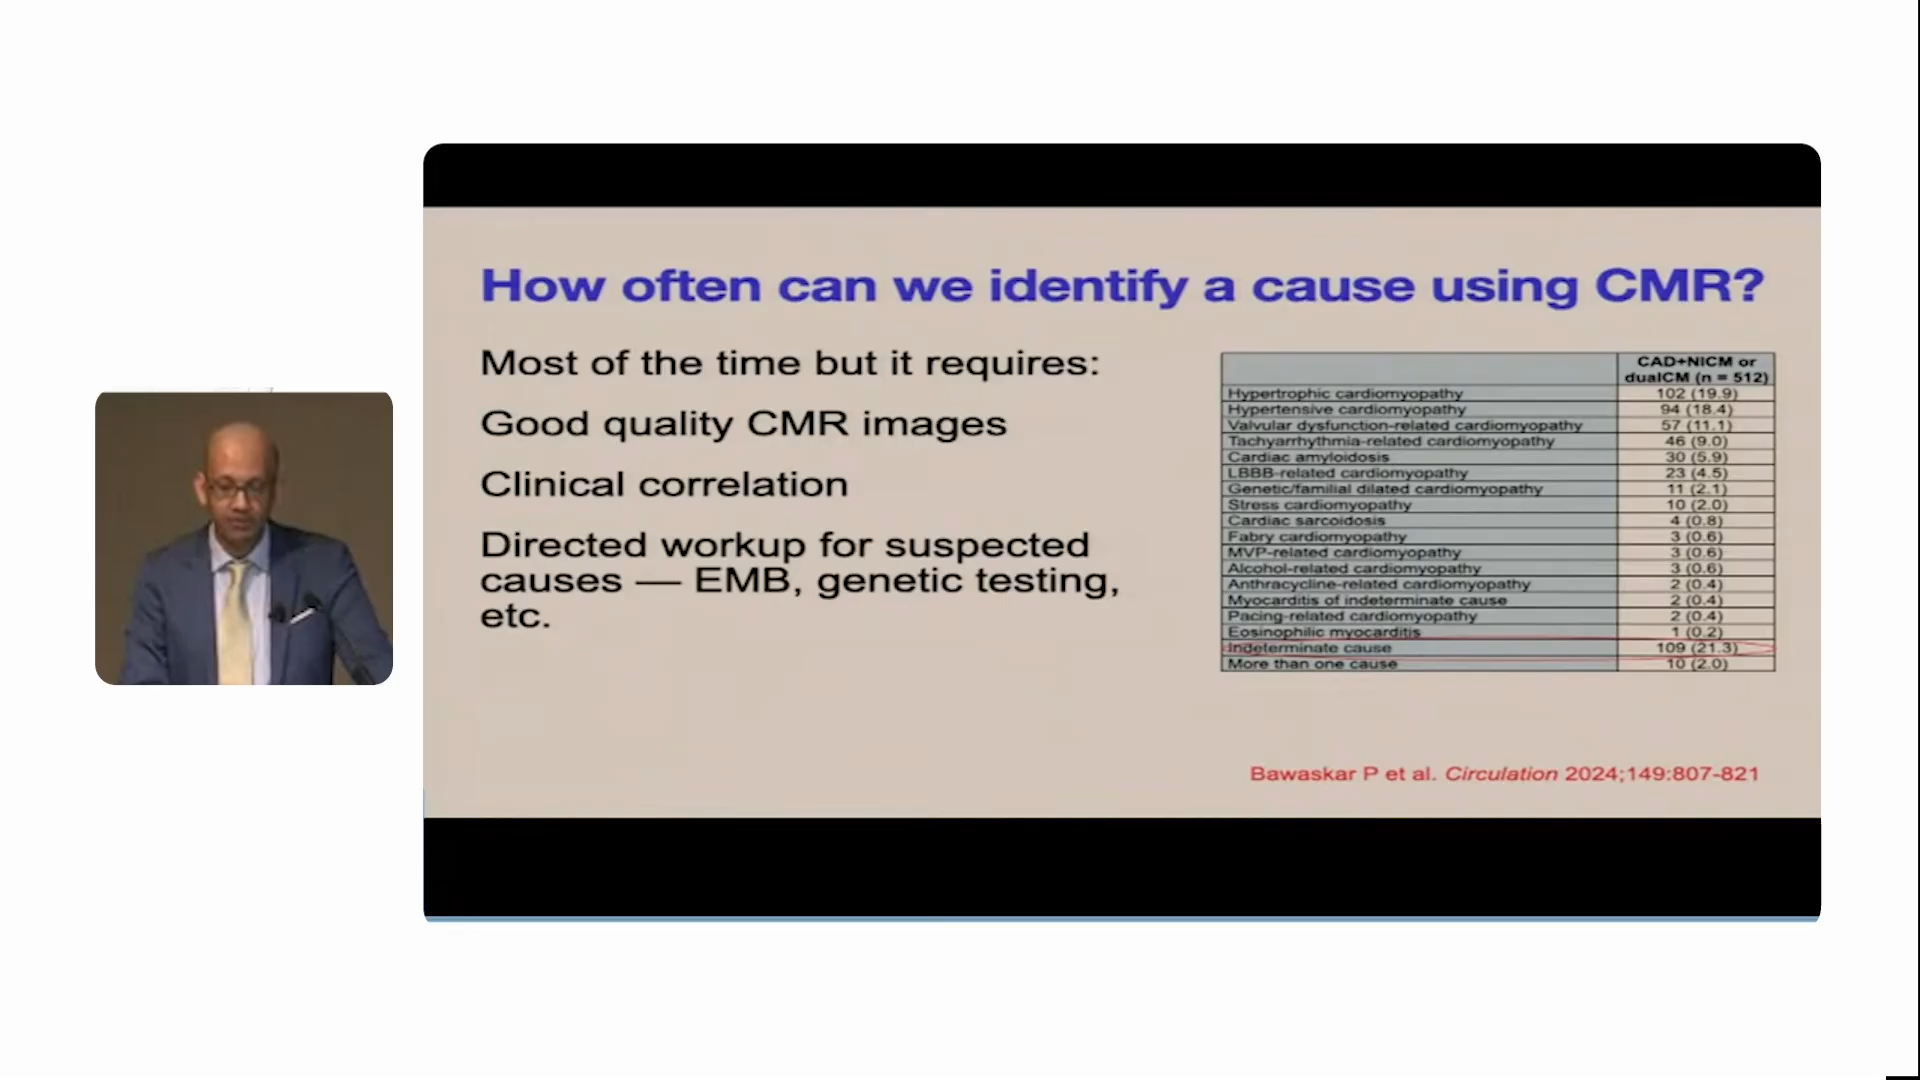 How often can we identify a cause using CMR?
Most of the time but it requires:
Good quality CMR images
Clinical correlation
Directed workup for suspected
causes — EMB, genetic testing,
etc.
CAD+NICM or
dualCM (n = 512)
Hypertrophic cardiomyopathy 102 (19.9)
Hypertensive cardiomyopathy 94 (18.4)
Valvular dysfunction-related cardiomyopathy 57 (11.1)
Tachyarrhythmia-related cardiomyopathy 46 (9.0)
Cardiac amyloidosis 30 (5.9)
LBBB-related cardiomyopathy 23 (4.5)
Genetic/familial dilated cardiomyopathy 11 (2.1)
Stress cardiomyopathy 10 (2.0)
Cardiac sarcoidosis 4 (0.8)
Fabry cardiomyopathy 3 (0.6)
MVP-related cardiomyopathy 3 (0.6)
Alcohol-related cardiomyopathy 3 (0.6)
Anthracycline-related cardiomyopathy 2 (0.4)
Myocarditis of indeterminate cause 2 (0.4)
Pacing-related cardiomyopathy 2 (0.4)
Eosinophilic myocarditis 1 (0.2)
Indeterminate cause 109 (21.3)
More than one cause 10 (2.0)
Bawaskar P et al. Circulation 2024;149:807-821